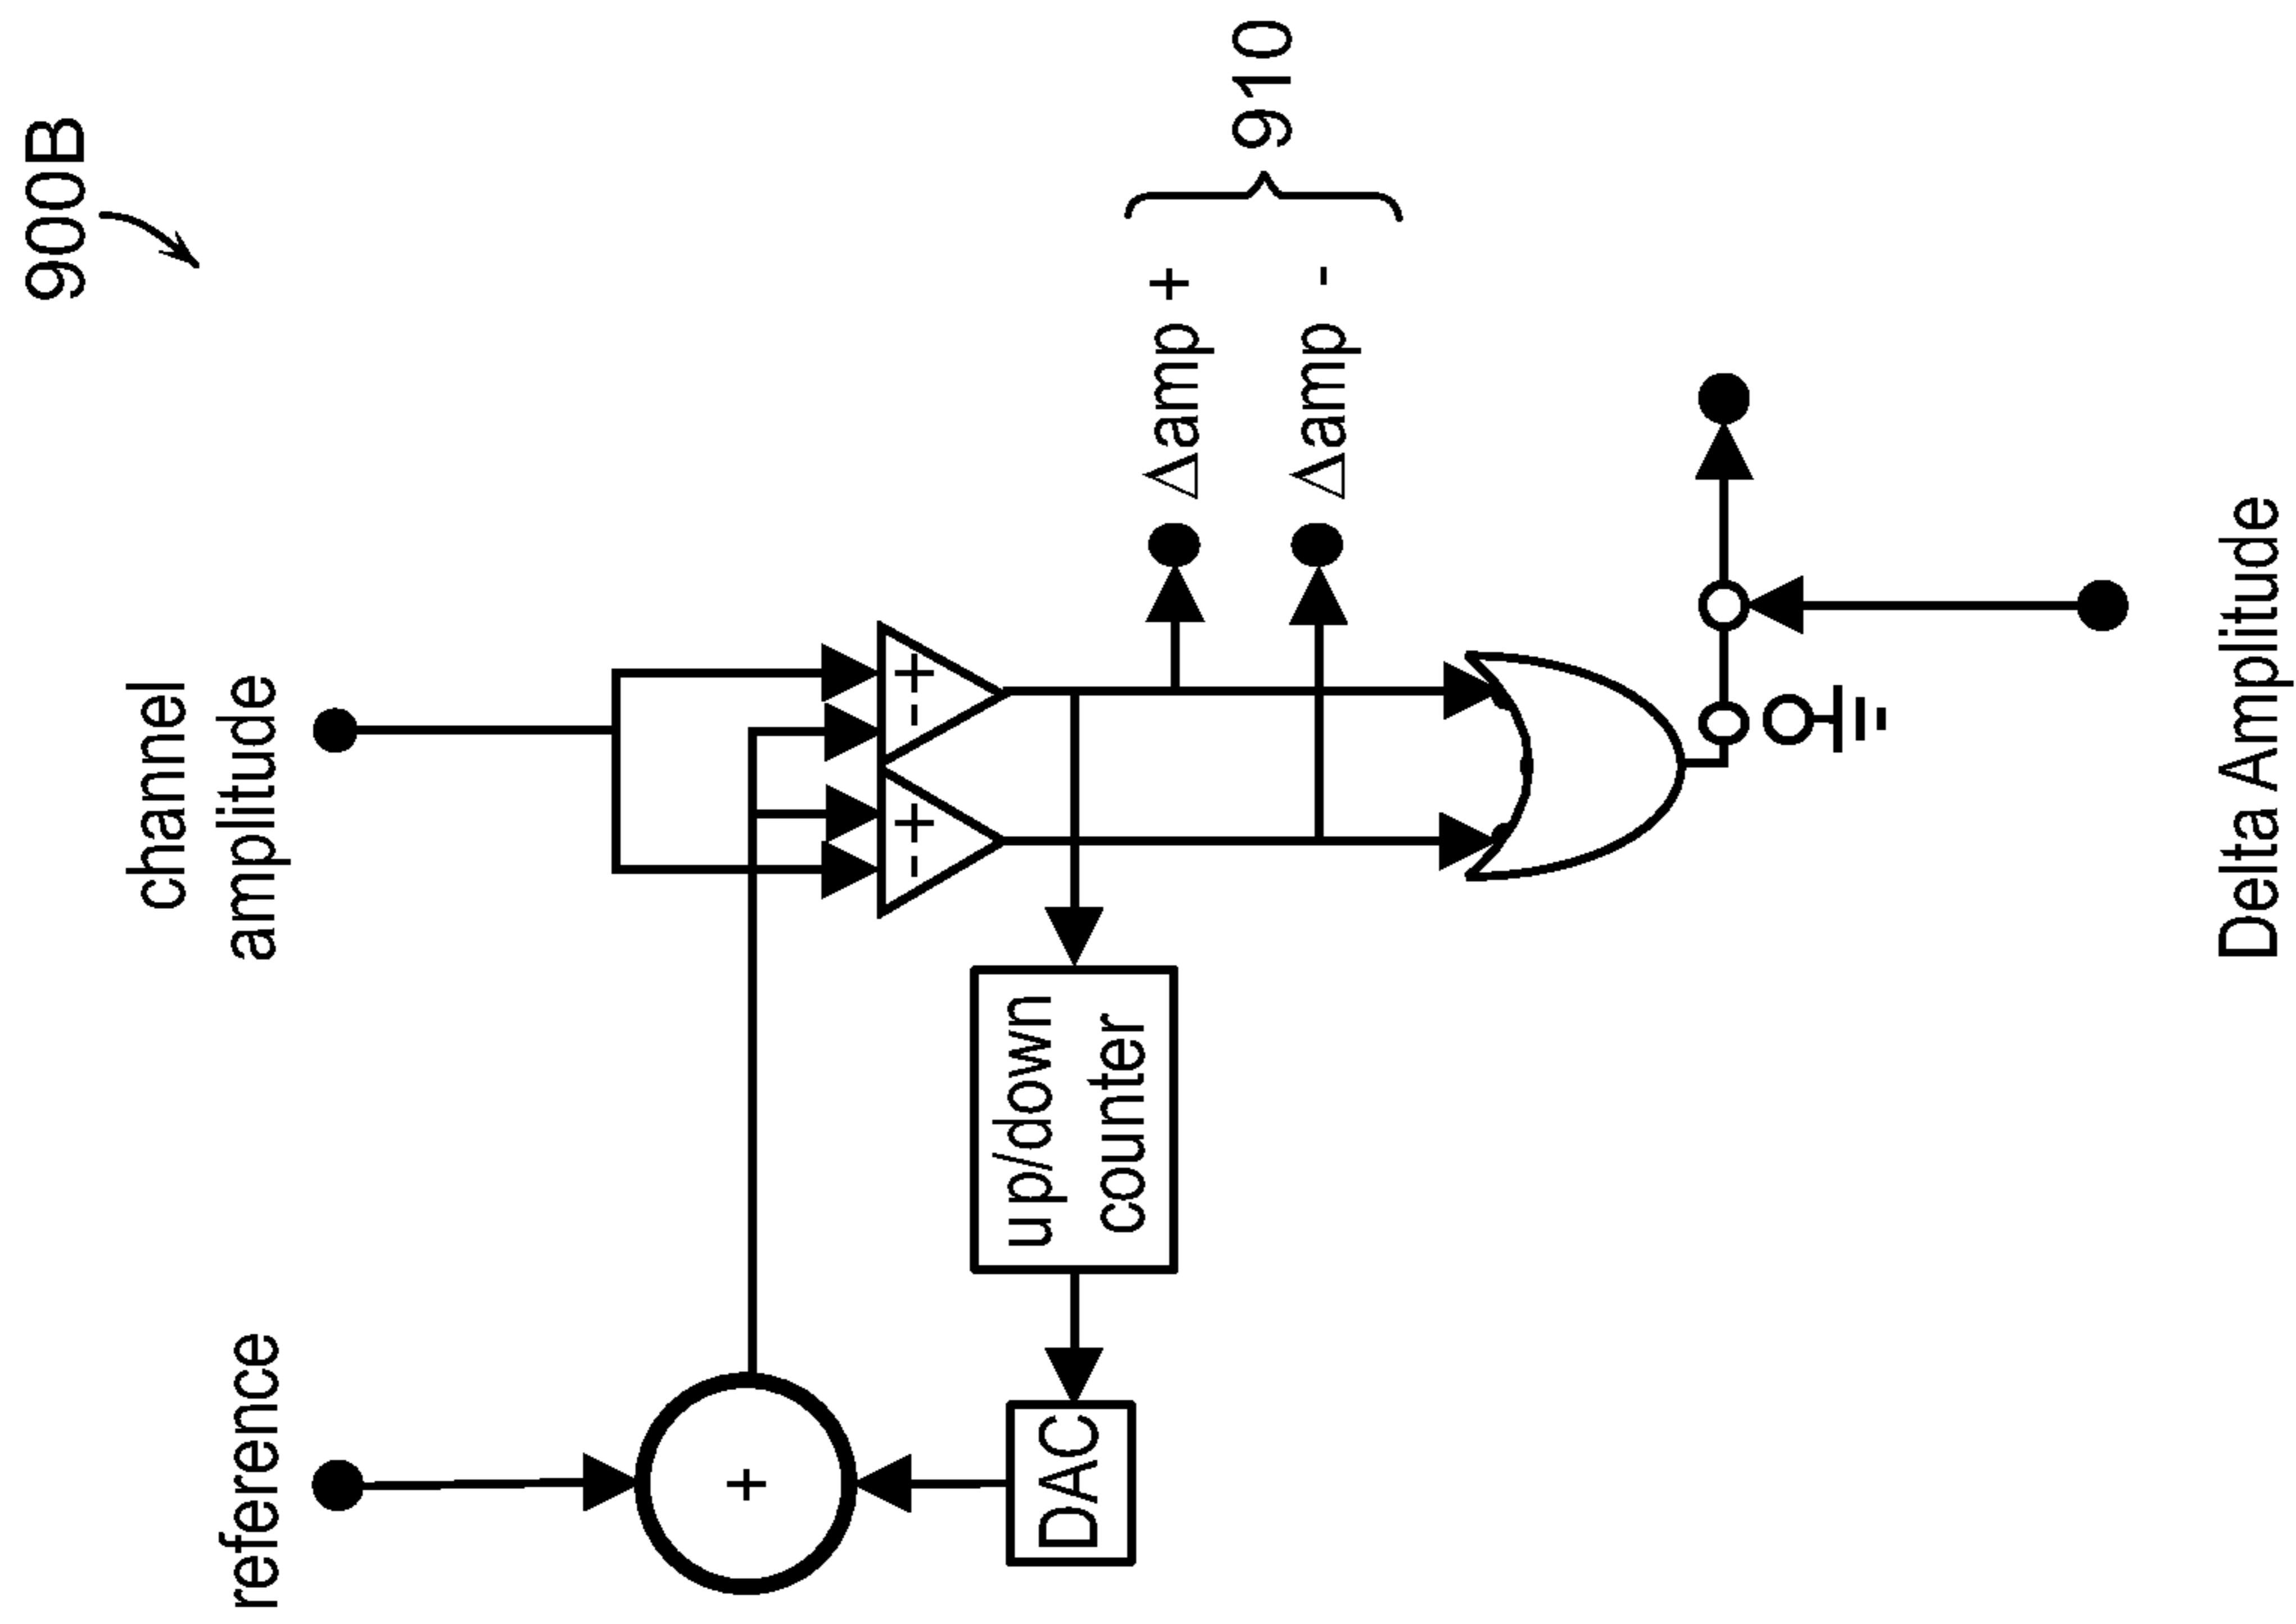 900B
channel
amplitude
reference
+
-
+
-
Δamp +
Δamp -
910
up/down
counter
DAC
+
Delta Amplitude